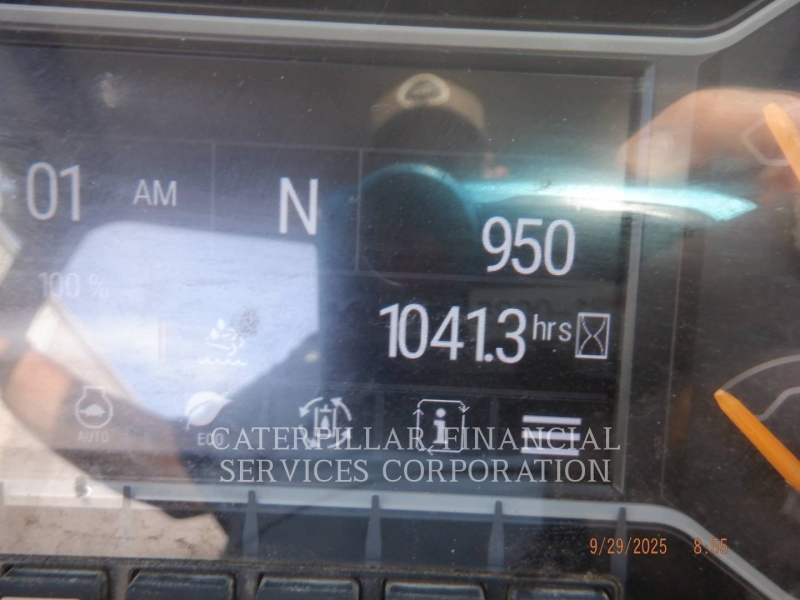 01 AM N
950
100 %
1041.3 hrs
AUTO ECO
CATERPILLAR FINANCIAL
SERVICES CORPORATION
9/29/2025 8:55